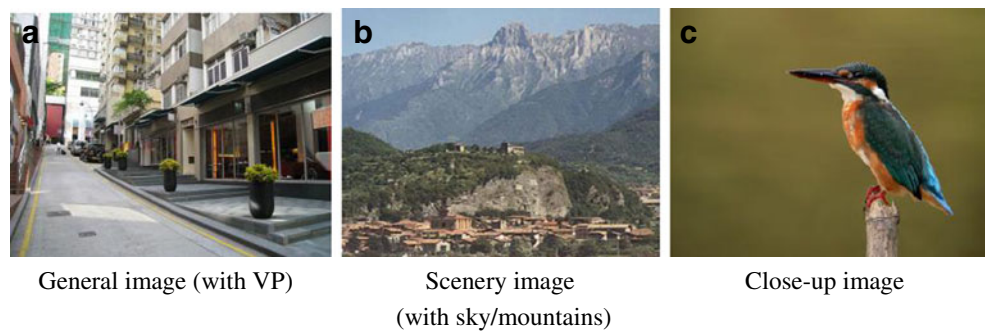 a b c
General image (with VP) Scenery image Close-up image
(with sky/mountains)